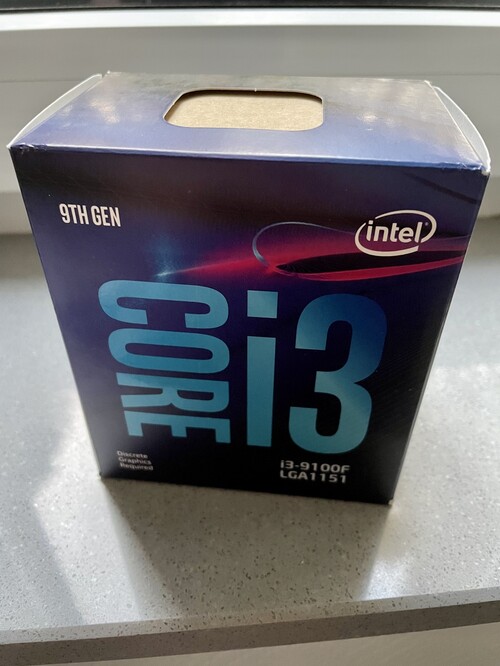 9TH GEN
intel
CORE i3
Discrete
Graphics
Required
i3-9100F
LGA1151